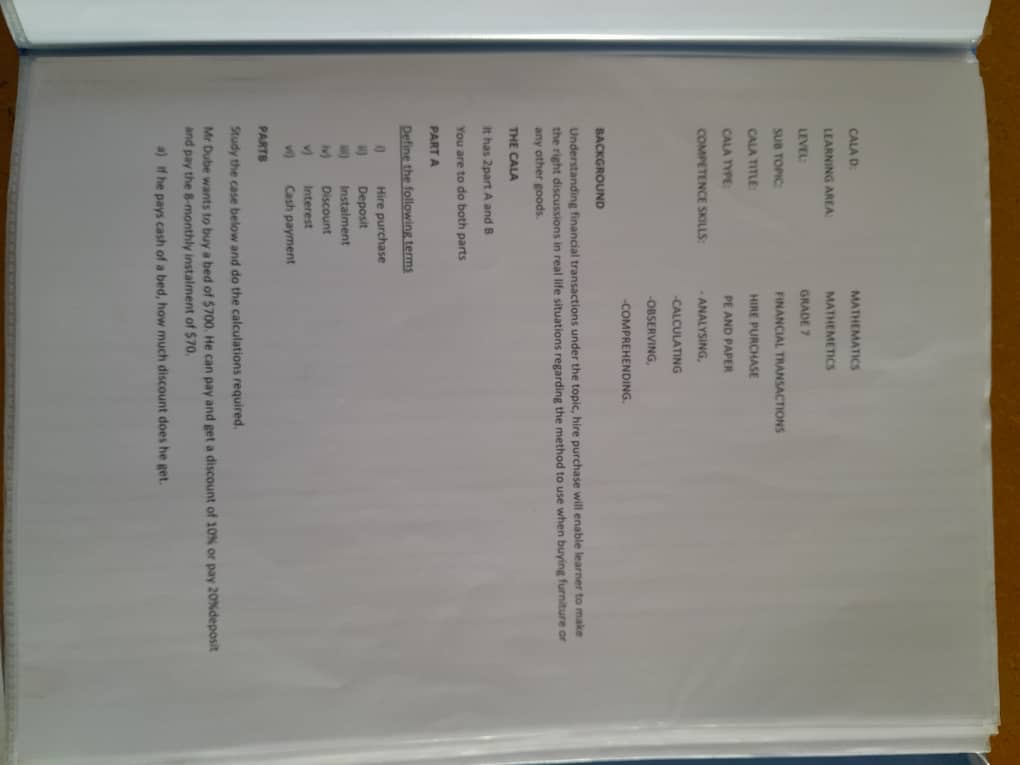 CALA D: MATHEMATICS
LEARNING AREA: MATHEMETICS
LEVEL: GRADE 7
SUB TOPIC: FINANCIAL TRANSACTIONS
CALA TITLE: HIRE PURCHASE
CALA TYPE: PE AND PAPER
COMPETENCE SKILLS: - ANALYSING,
-CALCULATING
-OBSERVING,
-COMPREHENDING.
BACKGROUND
Understanding financial transactions under the topic, hire purchase will enable learner to make
the right discussions in real life situations regarding the method to use when buying furniture or
any other goods.
THE CALA
It has 2part A and B
You are to do both parts
PART A
Define the following terms
i) Hire purchase
ii) Deposit
iii) Instalment
iv) Discount
v) Interest
vi) Cash payment
PARTB
Study the case below and do the calculations required.
Mr Dube wants to buy a bed of $700. He can pay and get a discount of 10% or pay 20%deposit
and pay the 8-monthly instalment of $70.
a) If he pays cash of a bed, how much discount does he get.